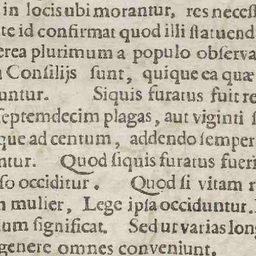 in locis ubi morantur, res necess
te id confirmat quod illi statuend
erea plurimum a populo observa
Consilijs sunt, quique ea quæ
untur. Siquis furatus fuit re
septemdecim plagas, aut viginti s
que ad centum, addendo semper
ntur. Quod siquis furatus fueri
so occiditur. Quod si vitam r
n mulier, Lege ipsa occiduntur.
um significat. Sed ut varias long
genere omnes conveniunt.